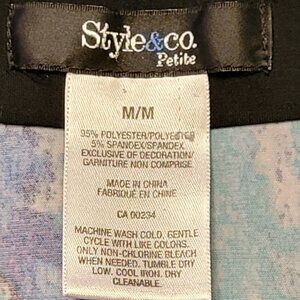 Style&co.
Petite
M/M
95% POLYESTER/POLYESTER
5% SPANDEX/SPANDEX
EXCLUSIVE OF DECORATION/
GARNITURE NON COMPRISE
MADE IN CHINA
FABRIQUÉ EN CHINE
CA 00234
MACHINE WASH COLD, GENTLE
CYCLE WITH LIKE COLORS.
ONLY NON-CHLORINE BLEACH
WHEN NEEDED. TUMBLE DRY
LOW. COOL IRON. DRY
CLEANABLE.